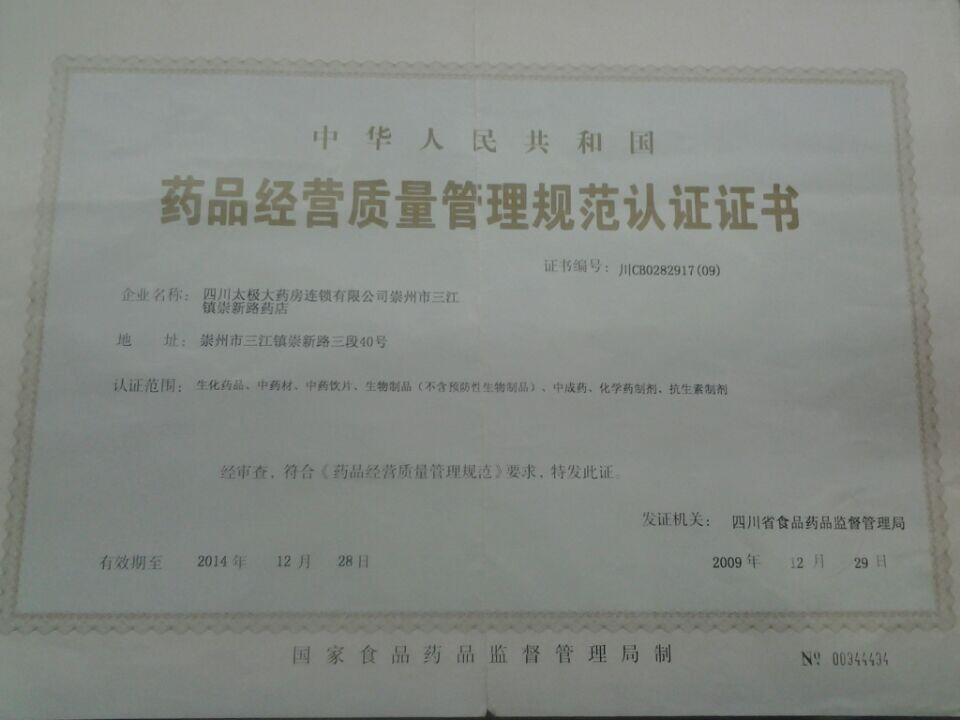 中华人民共和国
药品经营质量管理规范认证证书
证书编号：川CB0282917(09)
企业名称：四川太极大药房连锁有限公司崇州市三江
镇崇新路药店
地 址：崇州市三江镇崇新路三段40号
认证范围：生化药品、中药材、中药饮片、生物制品（不含预防性生物制品）、中成药、化学药制剂、抗生素制剂
经审查，符合《药品经营质量管理规范》要求，特发此证。
发证机关：四川省食品药品监督管理局
有效期至 2014年 12月 28日 2009年 12月 29日
国家食品药品监督管理局制 Nº 00344434